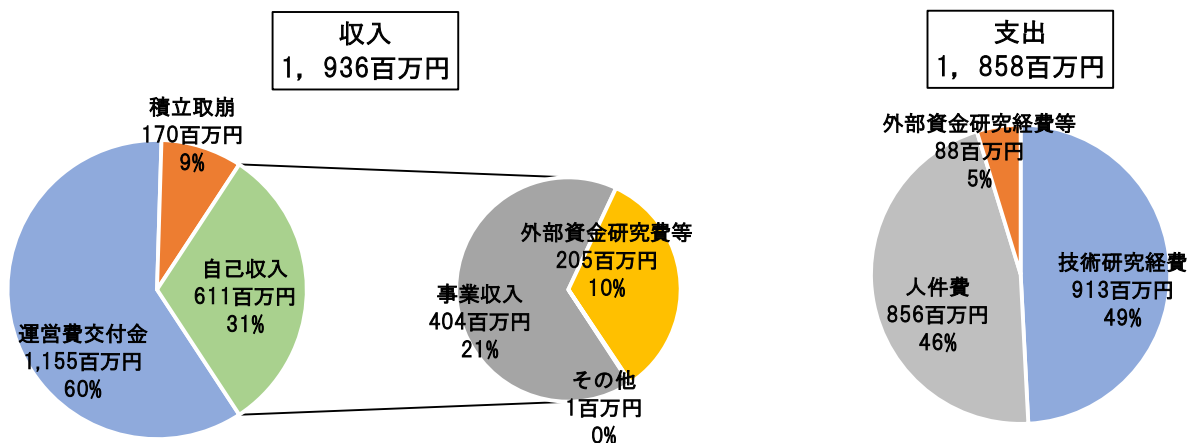 収入
1,936百万円
積立取崩
170百万円
9%
自己収入
611百万円
31%
運営費交付金
1,155百万円
60%
外部資金研究費等
205百万円
10%
事業収入
404百万円
21%
その他
1百万円
0%
支出
1,858百万円
外部資金研究経費等
88百万円
5%
技術研究経費
913百万円
49%
人件費
856百万円
46%